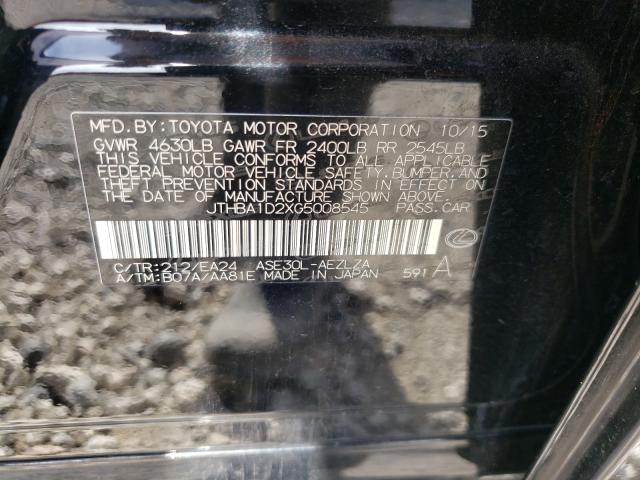 MFD. BY: TOYOTA MOTOR CORPORATION 10/15
GVWR 4630LB GAWR FR 2400LB RR 2545LB
THIS VEHICLE CONFORMS TO ALL APPLICABLE
FEDERAL MOTOR VEHICLE SAFETY, BUMPER, AND
THEFT PREVENTION STANDARDS IN EFFECT ON
THE DATE OF MANUFACTURE SHOWN ABOVE.
JTHBA1D2XG5008545 PASS. CAR
C/TR: 212/EA24 ASE30L-AEZLZA
A/TM: B07A/AA81E MADE IN JAPAN 591 A